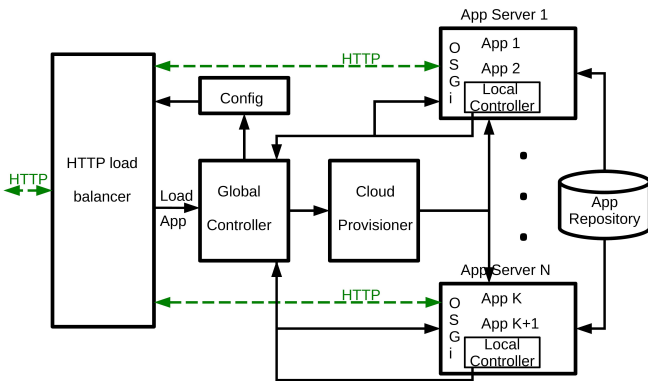 App Server 1
HTTP
O
S
G
i
App 1
App 2
Local
Controller
Config
HTTP load
balancer
HTTP
Load
App
Global
Controller
Cloud
Provisioner
App
Repository
App Server N
HTTP
O
S
G
i
App K
App K+1
Local
Controller